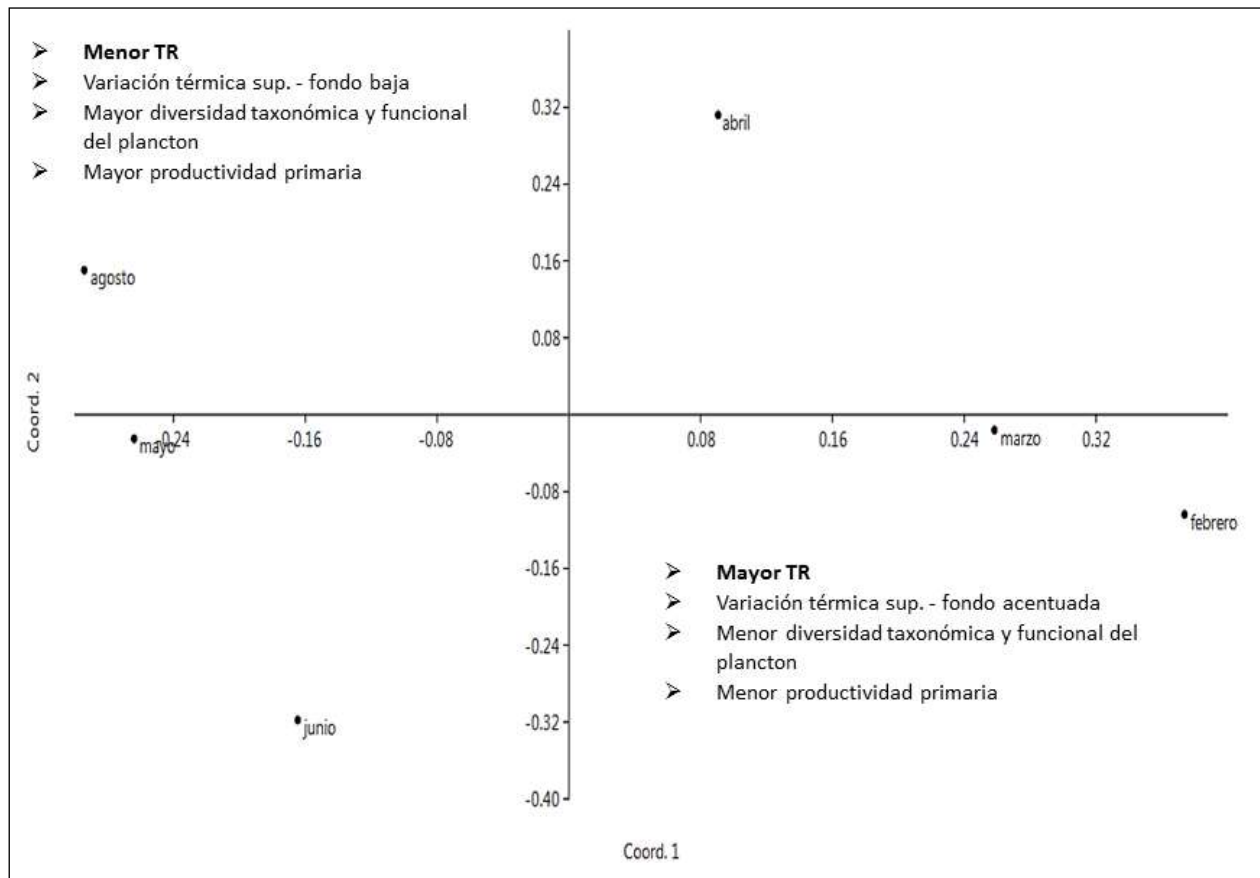 ➢ Menor TR
➢ Variación térmica sup. - fondo baja
➢ Mayor diversidad taxonómica y funcional
del plancton
➢ Mayor productividad primaria
0.32
abril
0.24
0.16
agosto
0.08
Coord. 2
mayo
-0.24
-0.16
-0.08
0.08
0.16
0.24
marzo
0.32
-0.08
febrero
-0.16
➢ Mayor TR
➢ Variación térmica sup. - fondo acentuada
-0.24
➢ Menor diversidad taxonómica y funcional del
plancton
➢ Menor productividad primaria
-0.32
junio
-0.40
Coord. 1